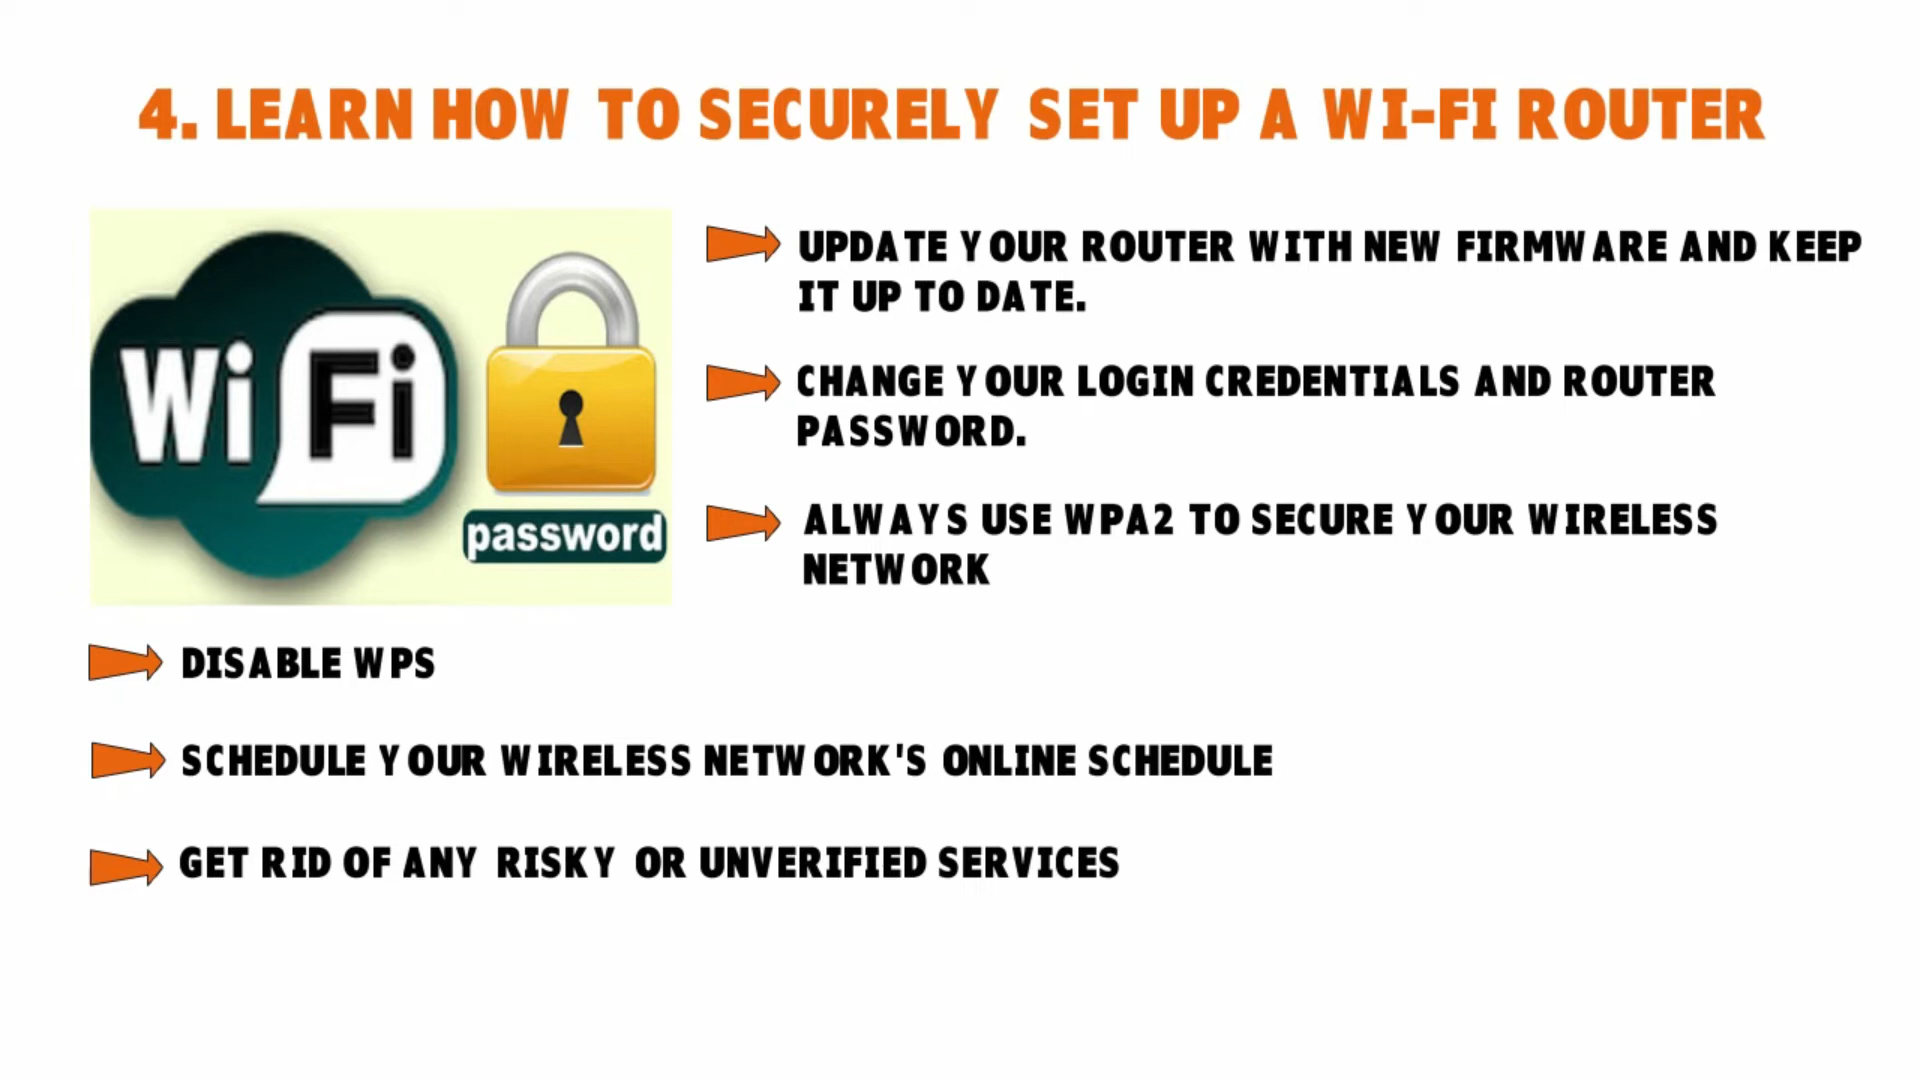 4. LEARN HOW TO SECURELY SET UP A WI-FI ROUTER
WiFi
password
UPDATE YOUR ROUTER WITH NEW FIRMWARE AND KEEP
IT UP TO DATE.
CHANGE YOUR LOGIN CREDENTIALS AND ROUTER
PASSWORD.
ALWAYS USE WPA2 TO SECURE YOUR WIRELESS
NETWORK
DISABLE WPS
SCHEDULE YOUR WIRELESS NETWORK'S ONLINE SCHEDULE
GET RID OF ANY RISKY OR UNVERIFIED SERVICES